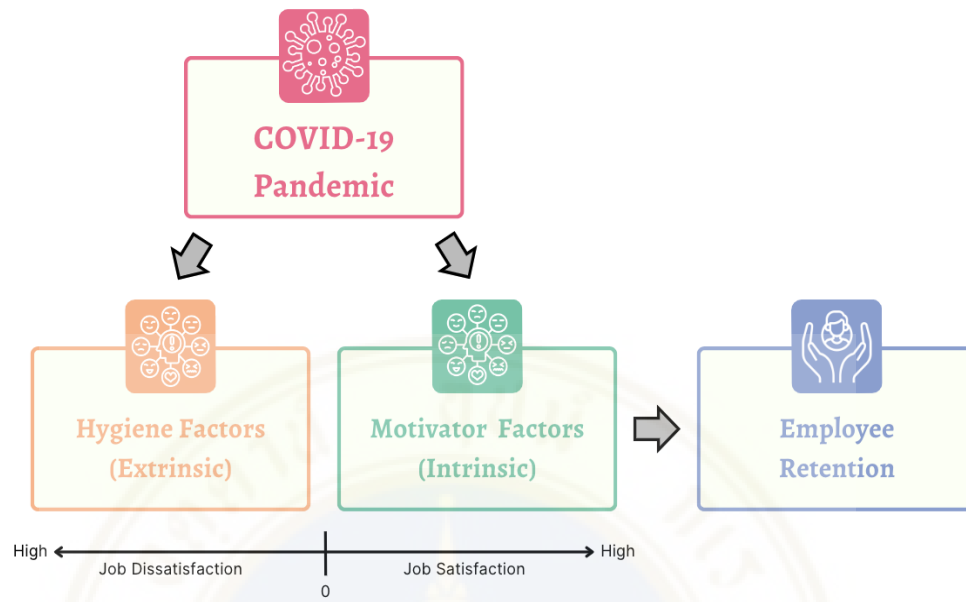 COVID-19
Pandemic
Hygiene Factors
(Extrinsic)
Motivator Factors
(Intrinsic)
Employee
Retention
High
High
Job Dissatisfaction
Job Satisfaction
0